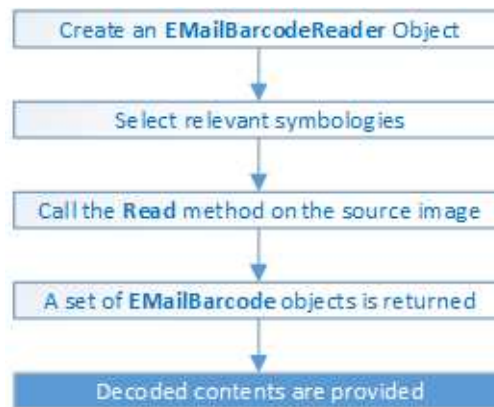 Create an EMailBarcodeReader Object
Select relevant symbologies
Call the Read method on the source image
A set of EMailBarcode objects is returned
Decoded contents are provided